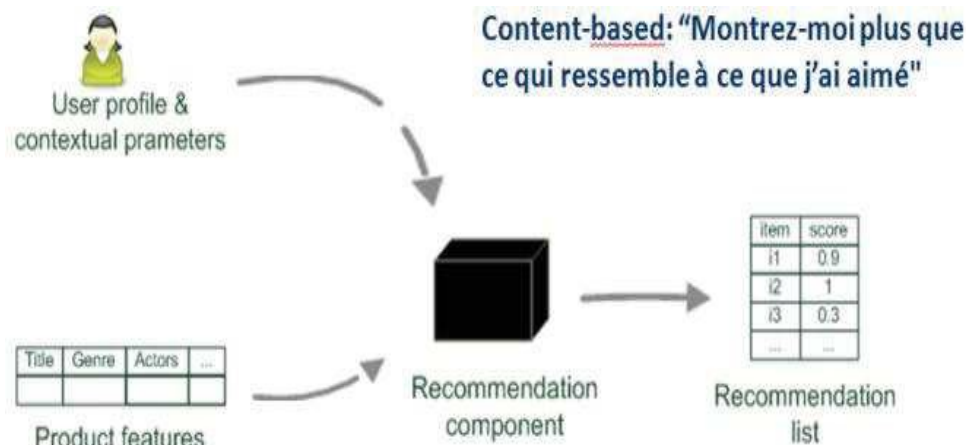 Content-based: “Montrez-moi plus que
ce qui ressemble à ce que j'ai aimé"
User profile &
contextual prameters
item score
i1 0.9
i2 1
i3 0.3
... ...
Title Genre Actors ...
Recommendation
component
Recommendation
list
Product features